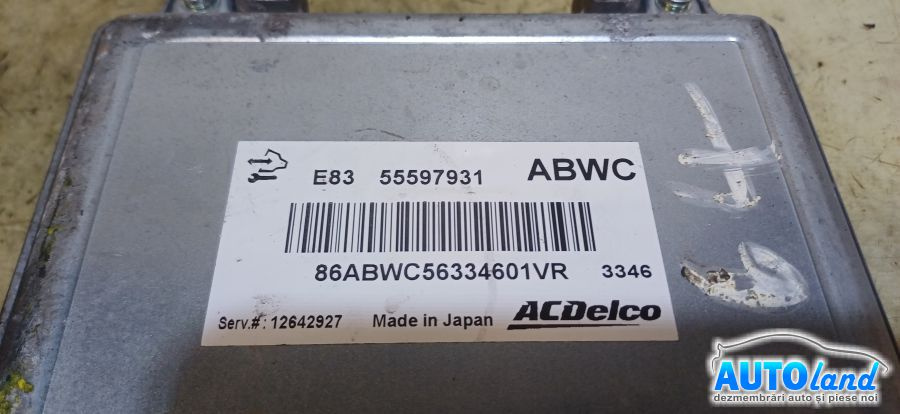 E83 55597931 ABWC
86ABWC56334601VR 3346
Serv.#: 12642927 Made in Japan ACDelco
AUTOland
dezmembrări auto și piese noi